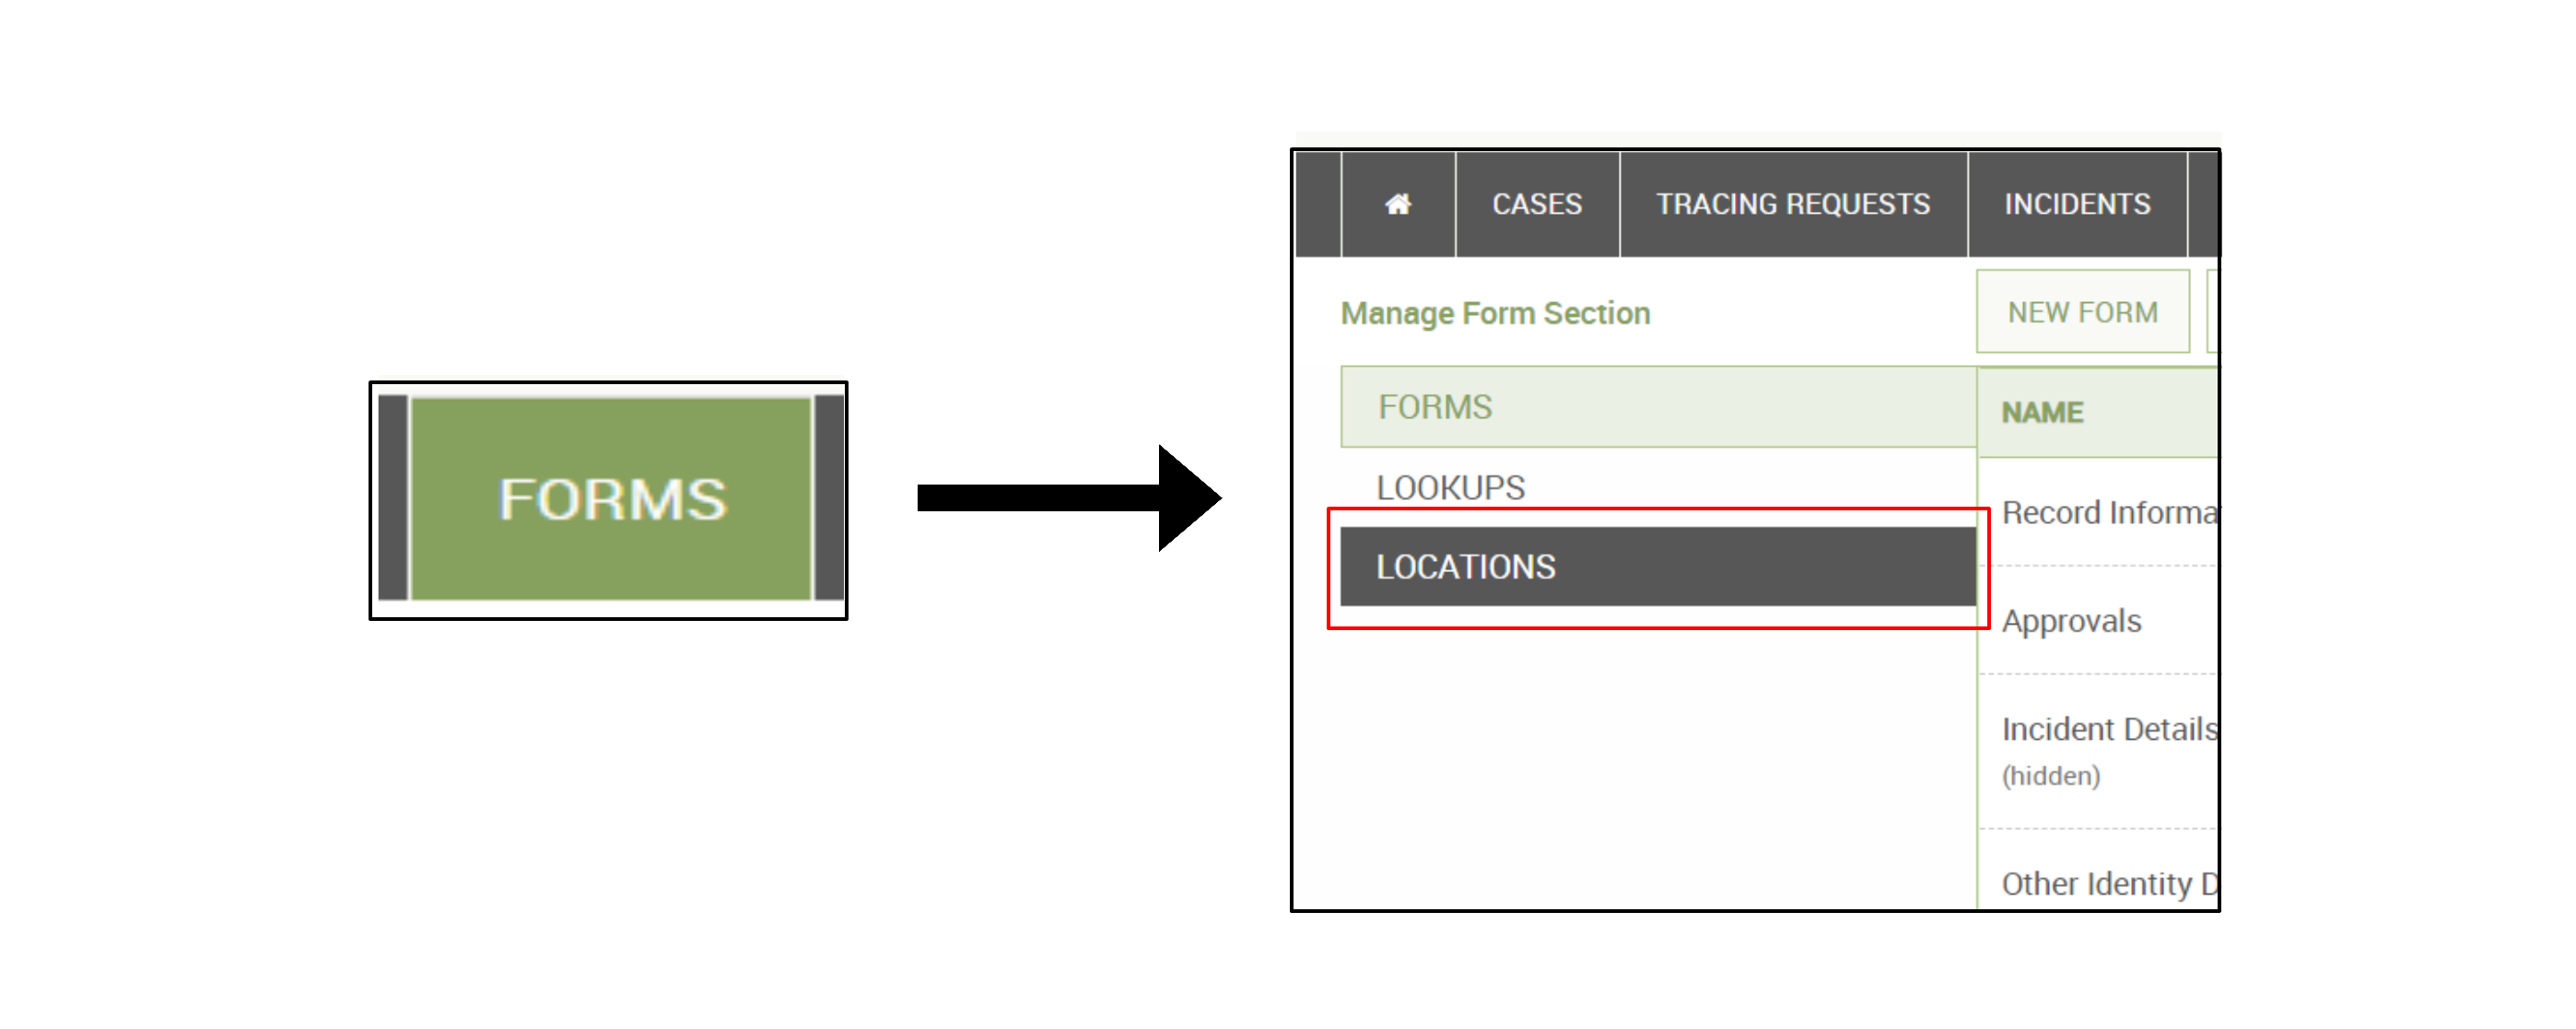 FORMS
CASES
TRACING REQUESTS
INCIDENTS
Manage Form Section
NEW FORM
FORMS
LOOKUPS
LOCATIONS
NAME
Record Informa
Approvals
Incident Details
(hidden)
Other Identity D